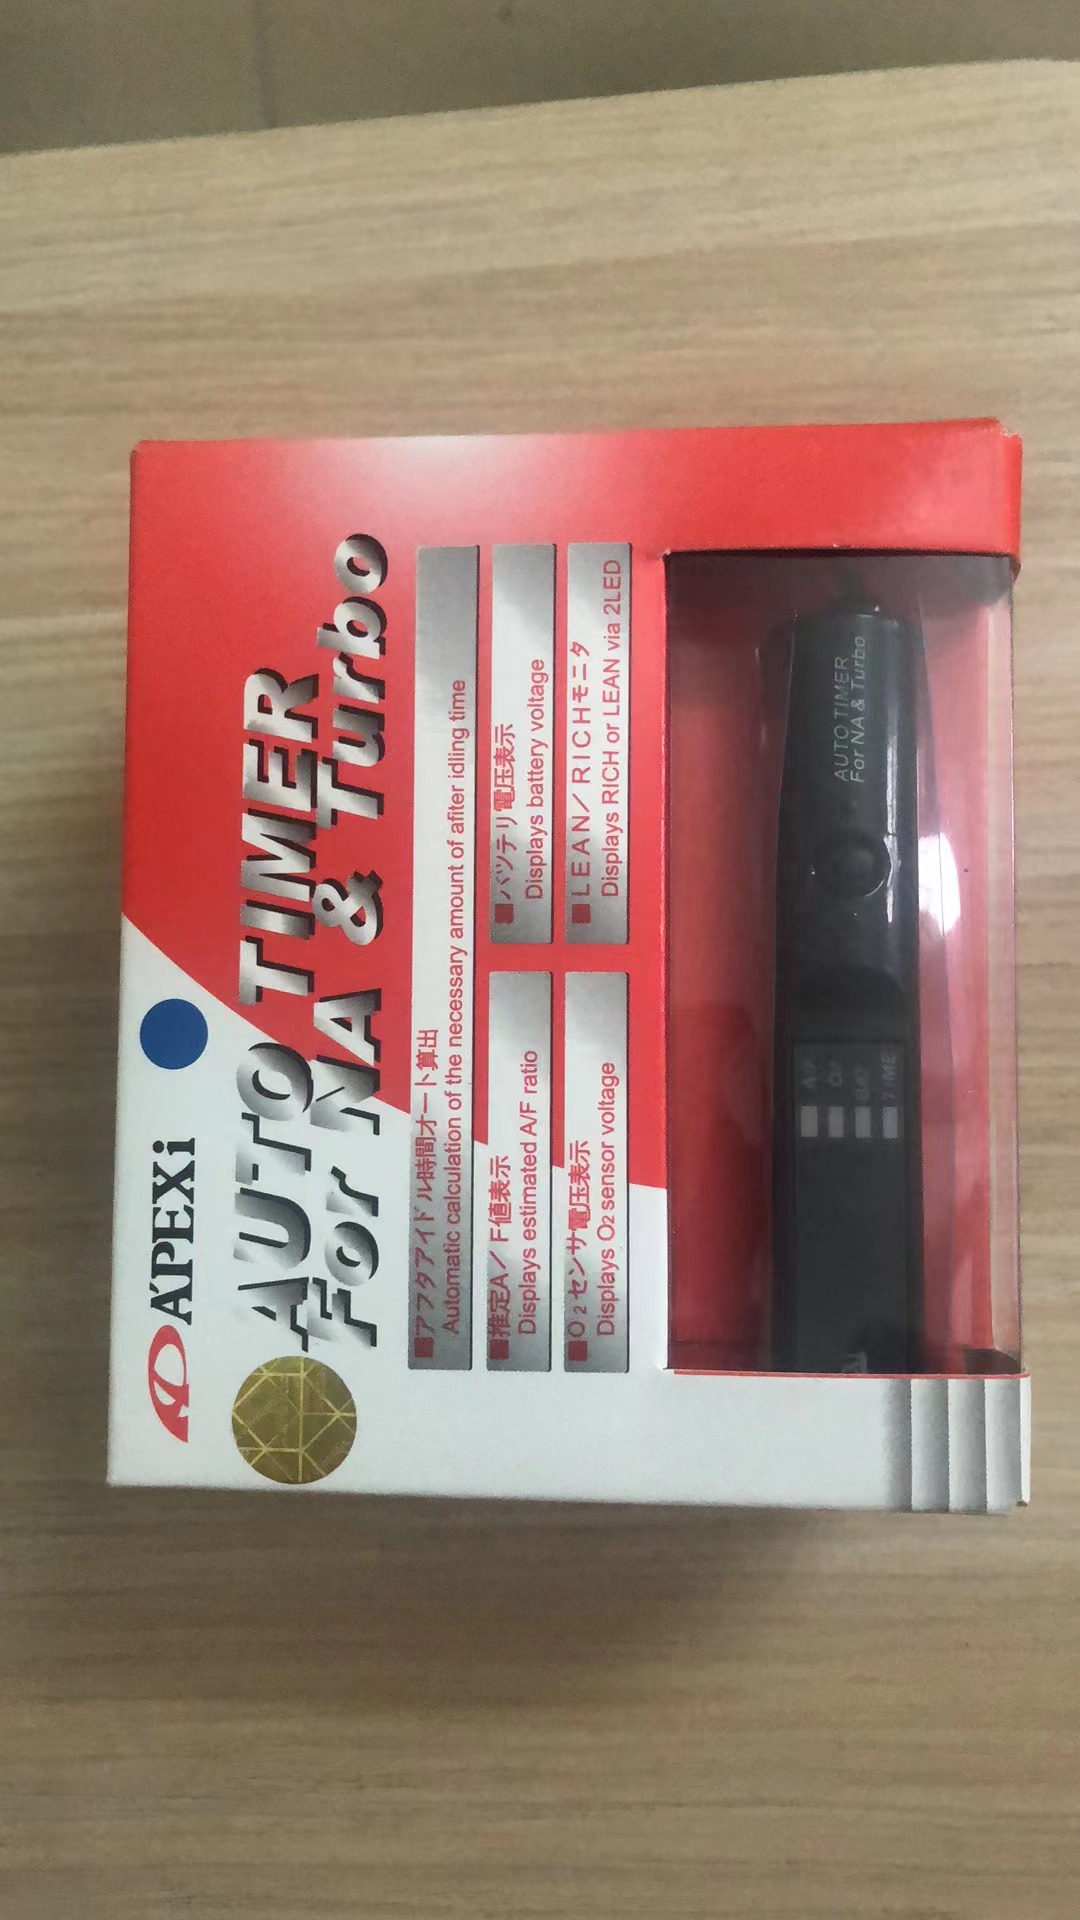 A'PEXi
AUTO TIMER
For NA & Turbo
■アフタアイドル時間オート算出
Automatic calculation of the necessary amount of afiter idling time
■推定A／F値表示
Displays estimated A/F ratio
■バッテリ電圧表示
Displays battery voltage
■O2センサ電圧表示
Displays O2 sensor voltage
■LEAN／RICHモニタ
Displays RICH or LEAN via 2LED
AUTO TIMER
For NA & Turbo
A/F
O2
BAT
TIME